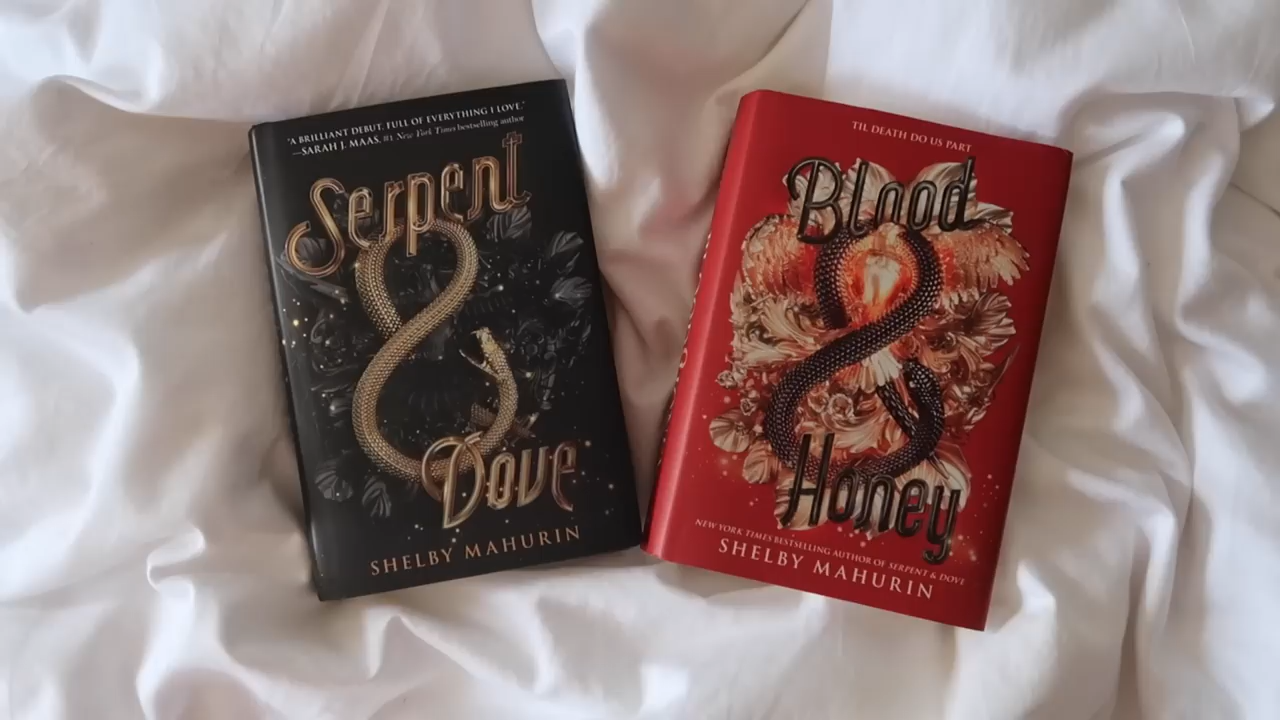 "A BRILLIANT DEBUT, FULL OF EVERYTHING I LOVE."
—SARAH J. MAAS, #1 New York Times bestselling author
Serpent
&
Dove
SHELBY MAHURIN
TIL DEATH DO US PART
Blood
&
Honey
NEW YORK TIMES BESTSELLING AUTHOR OF SERPENT & DOVE
SHELBY MAHURIN